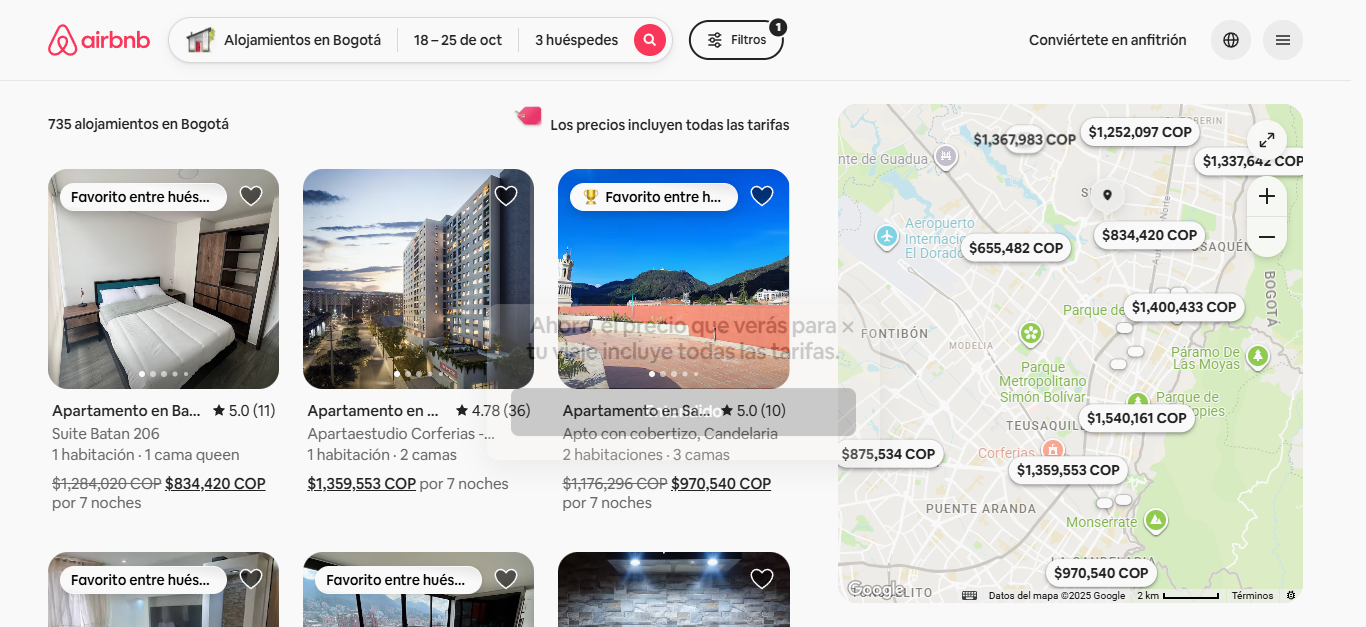 airbnb
Alojamientos en Bogotá
18 – 25 de oct
3 huéspedes
Filtros
1
Conviértete en anfitrión
735 alojamientos en Bogotá
Los precios incluyen todas las tarifas
Favorito entre hués...
Favorito entre h...
Ahora, el precio que verás para
tu viaje incluye todas las tarifas.
Apartamento en Ba...
5.0 (11)
Suite Batan 206
1 habitación · 1 cama queen
$1,284,020 COP $834,420 COP
por 7 noches
Apartamento en ...
4.78 (36)
Apartaestudio Corferias -...
1 habitación · 2 camas
$1,359,553 COP por 7 noches
Apartamento en Sa...
5.0 (10)
Apto con cobertizo, Candelaria
2 habitaciones · 3 camas
$1,176,296 COP $970,540 COP
por 7 noches
Favorito entre hués...
Favorito entre hués...
$1,367,983 COP
$1,252,097 COP
nte de Guadua
$1,337,642 COP
Aeropuerto
Internacio
El Dorado
$655,482 COP
$834,420 COP
USAQUÉN
BOGOTÁ
Parque de
$1,400,433 COP
FONTIBÓN
MODELIA
Parque
Metropolitano
Simón Bolívar
Páramo De
Las Moyas
Parque de
$1,540,161 COP
TEUSAQUIL
Corferias
$875,534 COP
$1,359,553 COP
PUENTE ARANDA
Monserrate
LA CANDELARIA
$970,540 COP
Google
Datos del mapa ©2025 Google
2 km
Términos